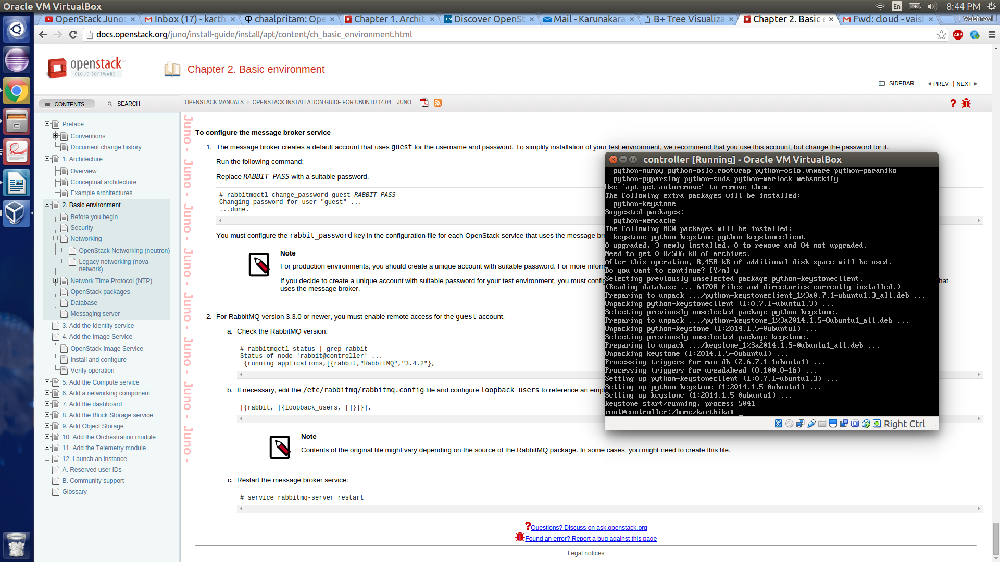 Oracle VM VirtualBox
En
8:44 PM
OpenStack Juno:
Inbox (17) - karth
chaalpritam: Ope
Chapter 1. Archit
IBM
Discover OpenSt
Mail - Karunakara
B+ Tree Visualiza
Chapter 2. Basic e
Fwd: cloud - vaish
Vaishnavi
docs.openstack.org/juno/install-guide/install/apt/content/ch_basic_environment.html
ABP
openstack
CLOUD SOFTWARE
Chapter 2. Basic environment
SIDEBAR
PREV | NEXT
CONTENTS
SEARCH
OPENSTACK MANUALS » OPENSTACK INSTALLATION GUIDE FOR UBUNTU 14.04 - JUNO
Preface
Conventions
Document change history
1. Architecture
Overview
Conceptual architecture
Example architectures
2. Basic environment
Before you begin
Security
Networking
OpenStack Networking (neutron)
Legacy networking (nova-
network)
Network Time Protocol (NTP)
OpenStack packages
Database
Messaging server
3. Add the Identity service
4. Add the Image Service
OpenStack Image Service
Install and configure
Verify operation
5. Add the Compute service
6. Add a networking component
7. Add the dashboard
8. Add the Block Storage service
9. Add Object Storage
10. Add the Orchestration module
11. Add the Telemetry module
12. Launch an instance
A. Reserved user IDs
B. Community support
Glossary
Juno - Juno - Juno - Juno - Juno - Juno - Juno - Juno -
To configure the message broker service
1. The message broker creates a default account that uses guest for the username and password. To simplify installation of your test environment, we recommend that you use this account, but change the password for it.
Run the following command:
Replace RABBIT_PASS with a suitable password.
# rabbitmqctl change_password guest RABBIT_PASS
Changing password for user "guest" ...
...done.
You must configure the rabbit_password key in the configuration file for each OpenStack service that uses the message bro
Note
For production environments, you should create a unique account with suitable password. For more inform
If you decide to create a unique account with suitable password for your test environment, you must config
that
uses the message broker.
2. For RabbitMQ version 3.3.0 or newer, you must enable remote access for the guest account.
a. Check the RabbitMQ version:
# rabbitmqctl status | grep rabbit
Status of node 'rabbit@controller' ...
{running_applications,[{rabbit,"RabbitMQ","3.4.2"},
b. If necessary, edit the /etc/rabbitmq/rabbitmq.config file and configure loopback_users to reference an empt
[{rabbit, [{loopback_users, []}]}].
Note
Contents of the original file might vary depending on the source of the RabbitMQ package. In some cases, you might need to create this file.
c. Restart the message broker service:
# service rabbitmq-server restart
Questions? Discuss on ask.openstack.org
Found an error? Report a bug against this page
Legal notices
controller [Running] - Oracle VM VirtualBox
python-numpy python-oslo.rootwrap python-oslo.vmware python-paramiko
python-pyparsing python-suds python-warlock websockify
Use 'apt-get autoremove' to remove them.
The following extra packages will be installed:
python-keystone
Suggested packages:
python-memcache
The following NEW packages will be installed:
keystone python-keystone python-keystoneclient
0 upgraded, 3 newly installed, 0 to remove and 84 not upgraded.
Need to get 0 B/586 kB of archives.
After this operation, 8,458 kB of additional disk space will be used.
Do you want to continue? [Y/n] y
Selecting previously unselected package python-keystoneclient.
(Reading database ... 61708 files and directories currently installed.)
Preparing to unpack .../python-keystoneclient_1%3a0.7.1-ubuntu1.3_all.deb ...
Unpacking python-keystoneclient (1:0.7.1-ubuntu1.3) ...
Selecting previously unselected package python-keystone.
Preparing to unpack .../python-keystone_1%3a2014.1.5-0ubuntu1_all.deb ...
Unpacking python-keystone (1:2014.1.5-0ubuntu1) ...
Selecting previously unselected package keystone.
Preparing to unpack .../keystone_1%3a2014.1.5-0ubuntu1_all.deb ...
Unpacking keystone (1:2014.1.5-0ubuntu1) ...
Processing triggers for man-db (2.6.7.1-1ubuntu1) ...
Processing triggers for ureadahead (0.100.0-16) ...
Setting up python-keystoneclient (1:0.7.1-ubuntu1.3) ...
Setting up python-keystone (1:2014.1.5-0ubuntu1) ...
Setting up keystone (1:2014.1.5-0ubuntu1) ...
keystone start/running, process 5041
root@controller:/home/karthika# _
Right Ctrl